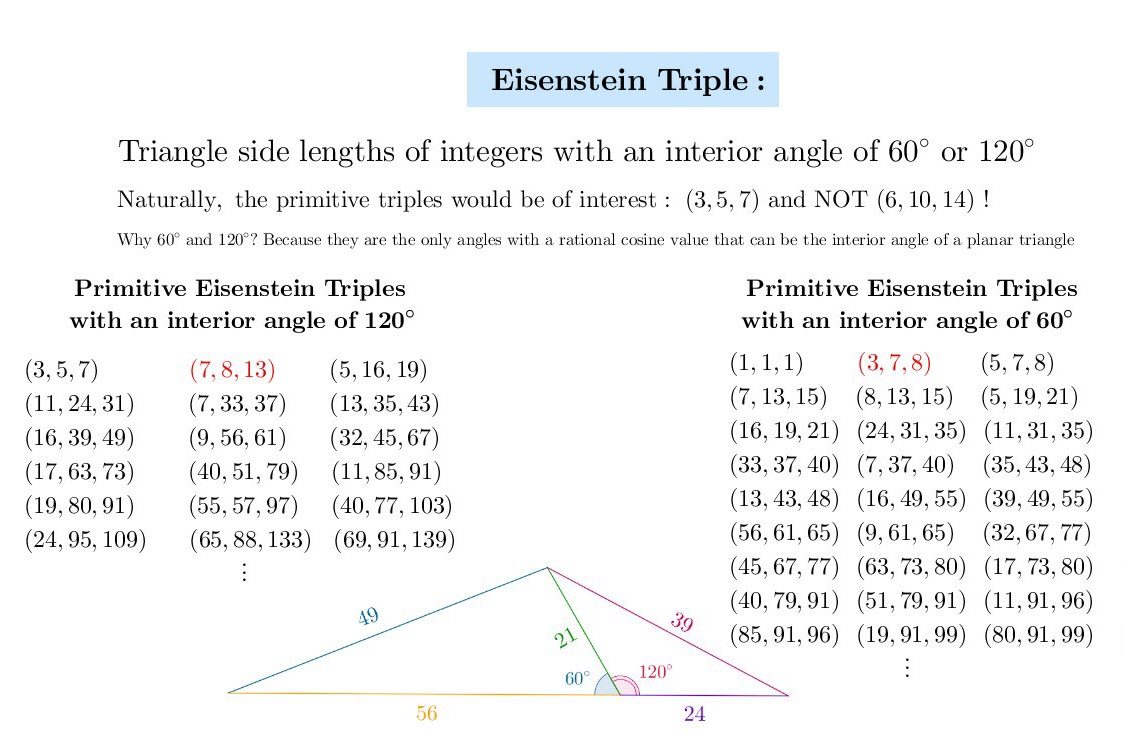 Eisenstein Triple :
Triangle side lengths of integers with an interior angle of 60° or 120°
Naturally, the primitive triples would be of interest : (3, 5, 7) and NOT (6, 10, 14) !
Why 60° and 120°? Because they are the only angles with a rational cosine value that can be the interior angle of a planar triangle
Primitive Eisenstein Triples
with an interior angle of 120°
(3, 5, 7) (7, 8, 13) (5, 16, 19)
(11, 24, 31) (7, 33, 37) (13, 35, 43)
(16, 39, 49) (9, 56, 61) (32, 45, 67)
(17, 63, 73) (40, 51, 79) (11, 85, 91)
(19, 80, 91) (55, 57, 97) (40, 77, 103)
(24, 95, 109) (65, 88, 133) (69, 91, 139)
⋮
Primitive Eisenstein Triples
with an interior angle of 60°
(1, 1, 1) (3, 7, 8) (5, 7, 8)
(7, 13, 15) (8, 13, 15) (5, 19, 21)
(16, 19, 21) (24, 31, 35) (11, 31, 35)
(33, 37, 40) (7, 37, 40) (35, 43, 48)
(13, 43, 48) (16, 49, 55) (39, 49, 55)
(56, 61, 65) (9, 61, 65) (32, 67, 77)
(45, 67, 77) (63, 73, 80) (17, 73, 80)
(40, 79, 91) (51, 79, 91) (11, 91, 96)
(85, 91, 96) (19, 91, 99) (80, 91, 99)
⋮
49
21
39
60°
120°
56
24